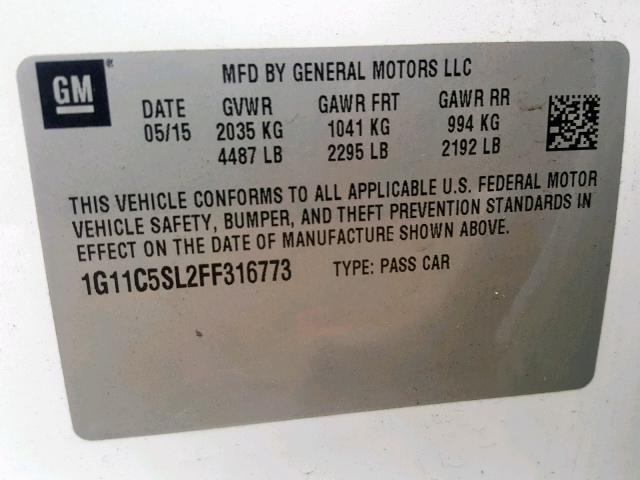 GM®
MFD BY GENERAL MOTORS LLC
DATE GVWR GAWR FRT GAWR RR
05/15 2035 KG 1041 KG 994 KG
4487 LB 2295 LB 2192 LB
THIS VEHICLE CONFORMS TO ALL APPLICABLE U.S. FEDERAL MOTOR
VEHICLE SAFETY, BUMPER, AND THEFT PREVENTION STANDARDS IN
EFFECT ON THE DATE OF MANUFACTURE SHOWN ABOVE.
1G11C5SL2FF316773 TYPE: PASS CAR